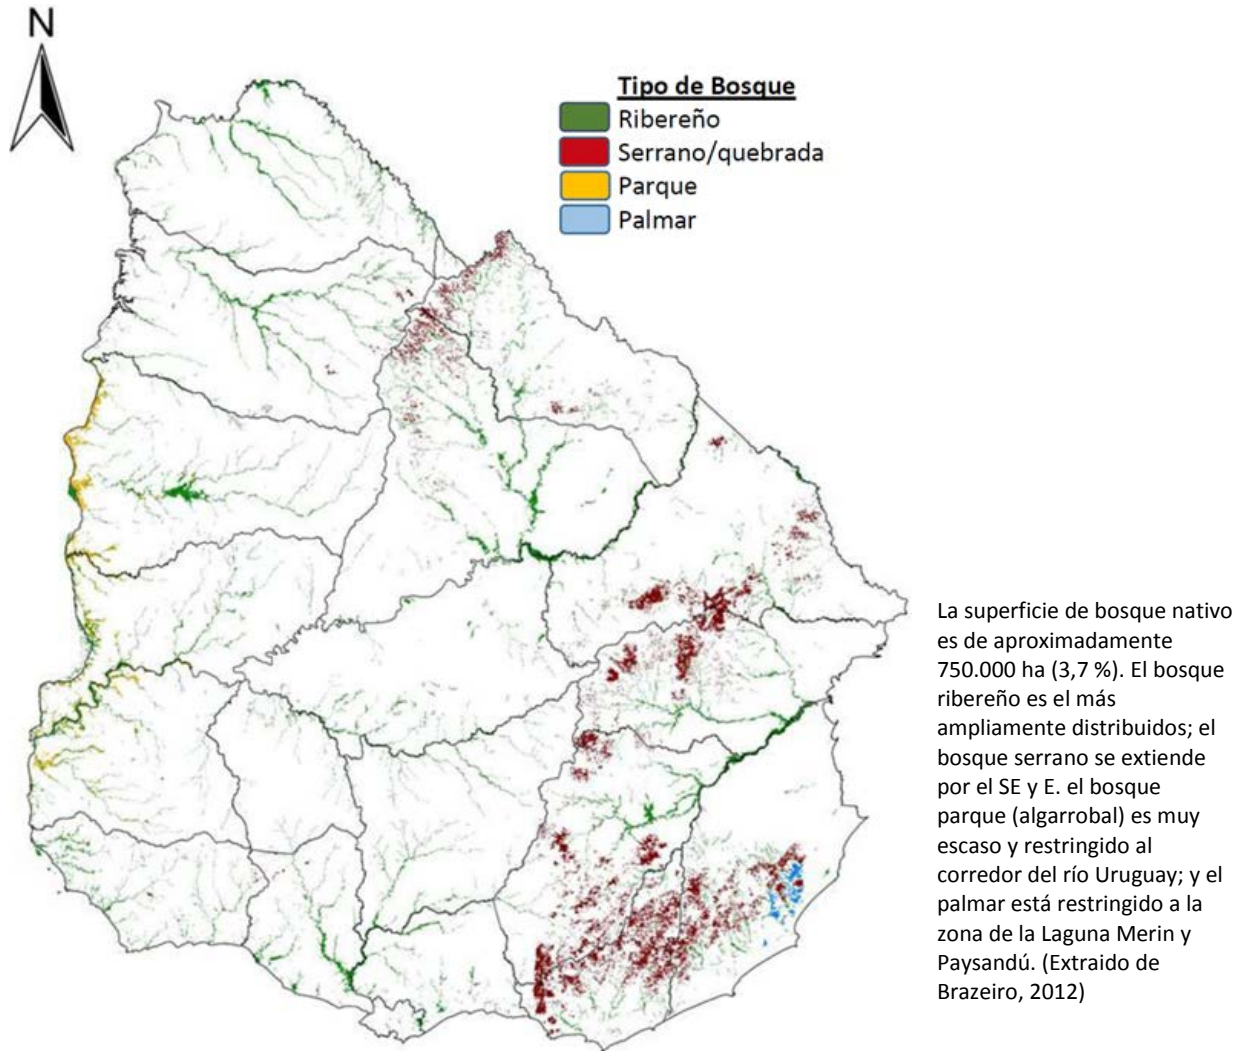 N
Tipo de Bosque
Ribereño
Serrano/quebrada
Parque
Palmar
La superficie de bosque nativo
es de aproximadamente
750.000 ha (3,7 %). El bosque
ribereño es el más
ampliamente distribuidos; el
bosque serrano se extiende
por el SE y E. el bosque
parque (algarrobal) es muy
escaso y restringido al
corredor del río Uruguay; y el
palmar está restringido a la
zona de la Laguna Merin y
Paysandú. (Extraido de
Brazeiro, 2012)